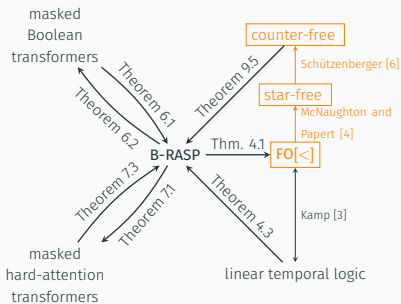 masked
Boolean
transformers
counter-free
Schützenberger [6]
Theorem 9.5
Theorem 6.1
Theorem 6.2
star-free
McNaughton and
Papert [4]
B-RASP
Thm. 4.1
FO[<]
Theorem 7.3
Theorem 7.1
Theorem 4.3
Kamp [3]
masked
hard-attention
transformers
linear temporal logic